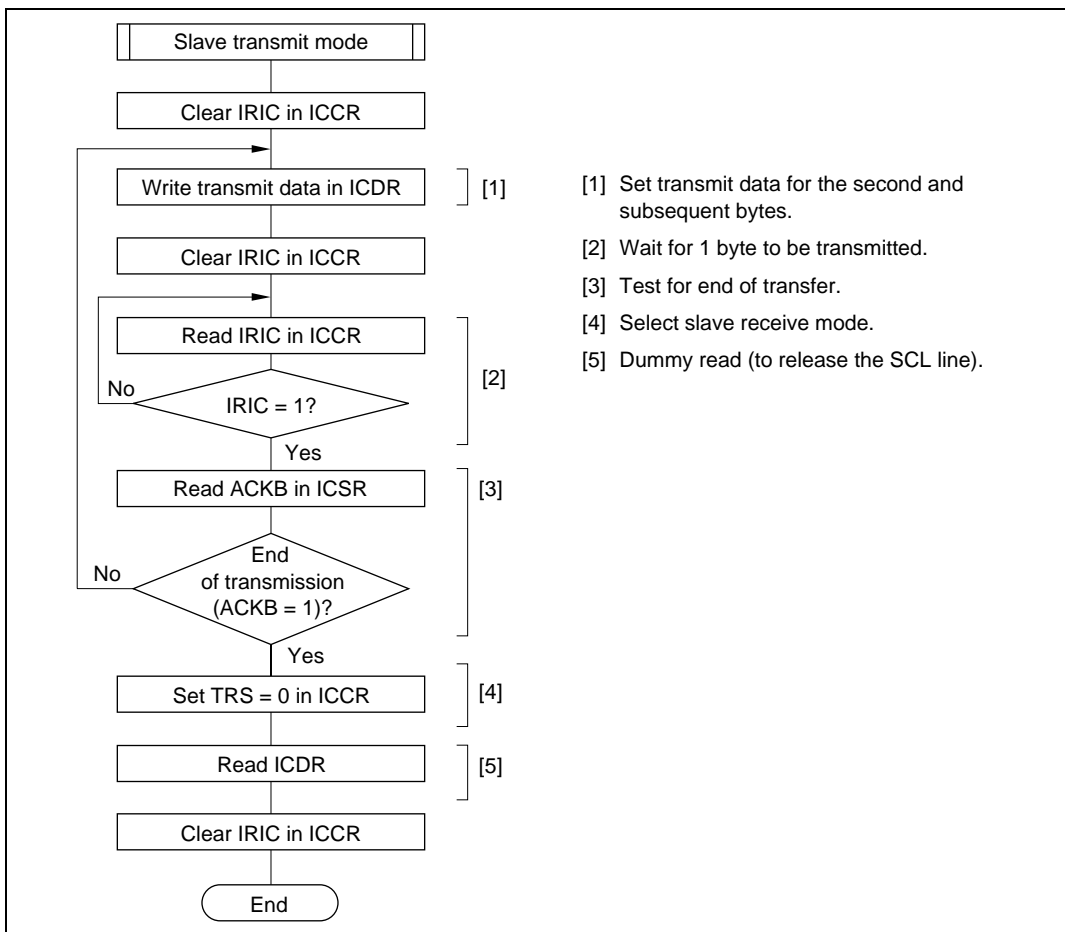 Slave transmit mode
Clear IRIC in ICCR
Write transmit data in ICDR
[1]
Clear IRIC in ICCR
Read IRIC in ICCR
[2]
No
IRIC = 1?
Yes
Read ACKB in ICSR
[3]
No
End
of transmission
(ACKB = 1)?
Yes
Set TRS = 0 in ICCR
[4]
Read ICDR
[5]
Clear IRIC in ICCR
End
[1] Set transmit data for the second and
subsequent bytes.
[2] Wait for 1 byte to be transmitted.
[3] Test for end of transfer.
[4] Select slave receive mode.
[5] Dummy read (to release the SCL line).